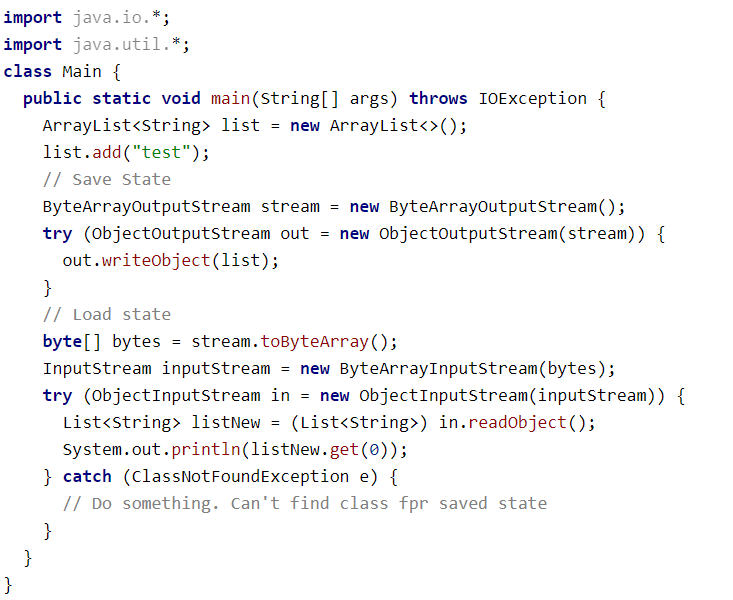 import java.io.*;
import java.util.*;
class Main {
  public static void main(String[] args) throws IOException {
    ArrayList<String> list = new ArrayList<>();
    list.add("test");
    // Save State
    ByteArrayOutputStream stream = new ByteArrayOutputStream();
    try (ObjectOutputStream out = new ObjectOutputStream(stream)) {
      out.writeObject(list);
    }
    // Load state
    byte[] bytes = stream.toByteArray();
    InputStream inputStream = new ByteArrayInputStream(bytes);
    try (ObjectInputStream in = new ObjectInputStream(inputStream)) {
      List<String> listNew = (List<String>) in.readObject();
      System.out.println(listNew.get(0));
    } catch (ClassNotFoundException e) {
      // Do something. Can't find class fpr saved state
    }
  }
}